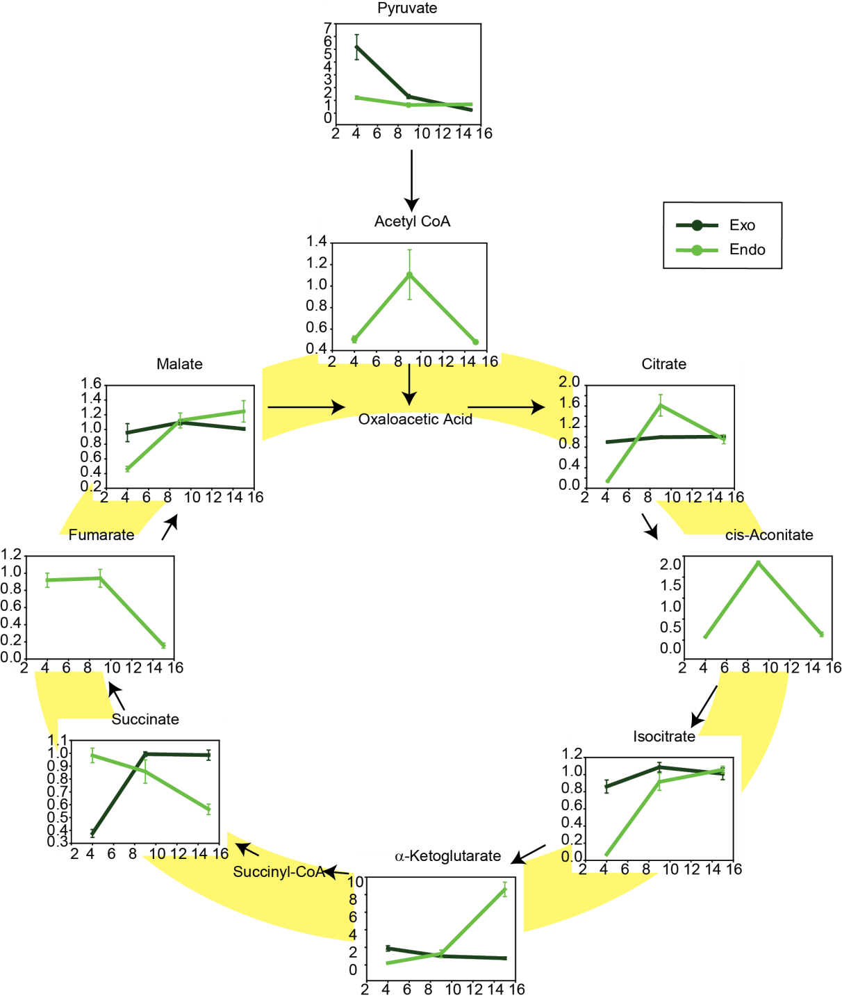 Pyruvate
7
6
5
4
3
2
1
0
2 4 6 8 10 12 14 16
Acetyl CoA
1.4
1.2
1.0
0.8
0.6
0.4
2 4 6 8 10 12 14 16
Exo
Endo
Malate
1.6
1.4
1.2
1.0
0.8
0.6
0.4
0.2
2 4 6 8 10 12 14 16
Oxaloacetic Acid
Citrate
2.0
1.6
1.2
0.8
0.4
0.0
2 4 6 8 10 12 14 16
Fumarate
1.2
1.0
0.8
0.6
0.4
0.2
0.0
2 4 6 8 10 12 14 16
cis-Aconitate
2.0
1.5
1.0
0.5
0.0
2 4 6 8 10 12 14 16
Succinate
1.1
1.0
0.9
0.8
0.7
0.6
0.5
0.4
0.3
2 4 6 8 10 12 14 16
Isocitrate
1.2
1.0
0.8
0.6
0.4
0.2
0.0
2 4 6 8 10 12 14 16
Succinyl-CoA
α-Ketoglutarate
10
8
6
4
2
0
2 4 6 8 10 12 14 16